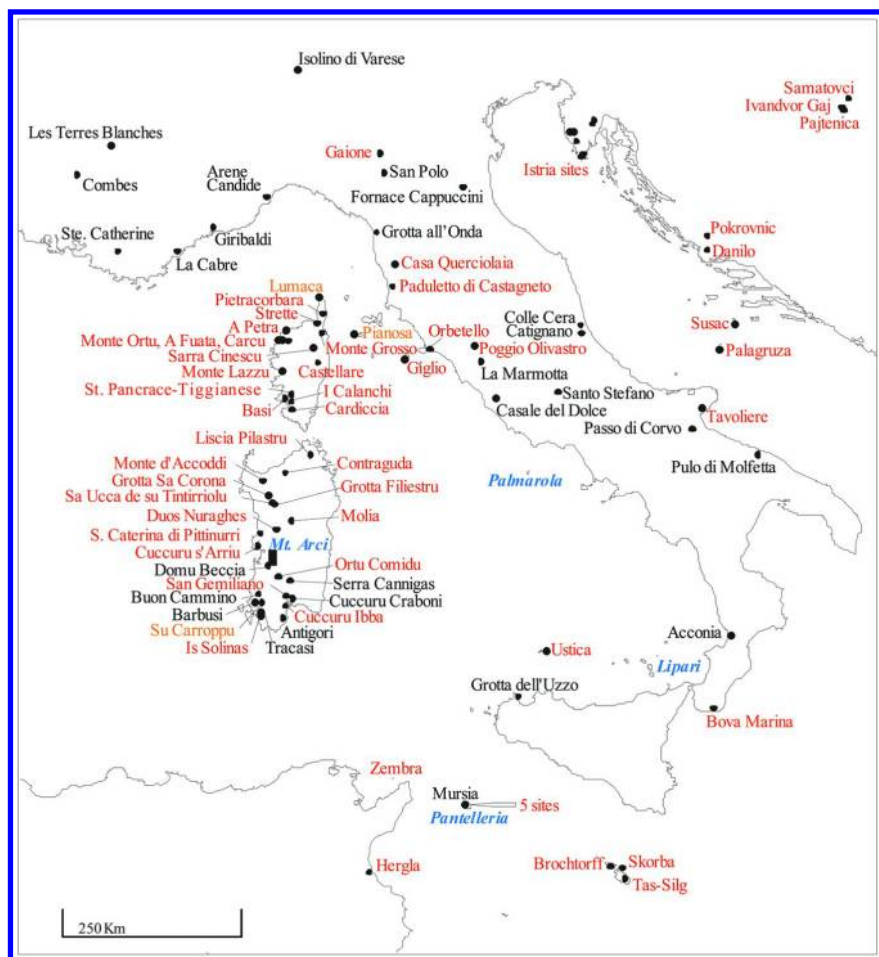 Isolino di Varese
Samatovci
Ivandvor Gaj
Pajtenica
Les Terres Blanches
Gaione
Combes
Arene
Candide
San Polo
Istria sites
Fornace Cappuccini
Ste. Catherine
Giribaldi
Grotta all'Onda
Pokrovnic
Danilo
La Cabre
Casa Querciolaia
Lumaca
Paduletto di Castagneto
Pietracorbara
Strette
A Petra
Pianosa
Orbetello
Colle Cera
Catignano
Susac
Monte Ortu, A Fuata, Carcu
Monte Grosso
Poggio Olivastro
Palagruza
Sarra Cinescu
Giglio
La Marmotta
Monte Lazzu
Castellare
St. Pancrace-Tiggianese
I Calanchi
Santo Stefano
Basi
Cardiccia
Casale del Dolce
Tavoliere
Passo di Corvo
Liscia Pilastru
Pulo di Molfetta
Monte d'Accoddi
Contraguda
Grotta Sa Corona
Palmarola
Sa Ucca de su Tintirriolu
Grotta Filiestru
Duos Nuraghes
Molia
S. Caterina di Pittinurri
Mt. Arci
Cuccuru s'Arriu
Domu Beccia
Ortu Comidu
San Gemiliano
Serra Cannigas
Buon Cammino
Cuccuru Craboni
Barbusi
Cuccuru Ibba
Su Carroppu
Antigori
Is Solinas
Tracasi
Acconia
Ustica
Lipari
Grotta dell'Uzzo
Bova Marina
Zembra
Mursia
5 sites
Pantelleria
Hergla
Brochtorff
Skorba
Tas-Silg
250 Km